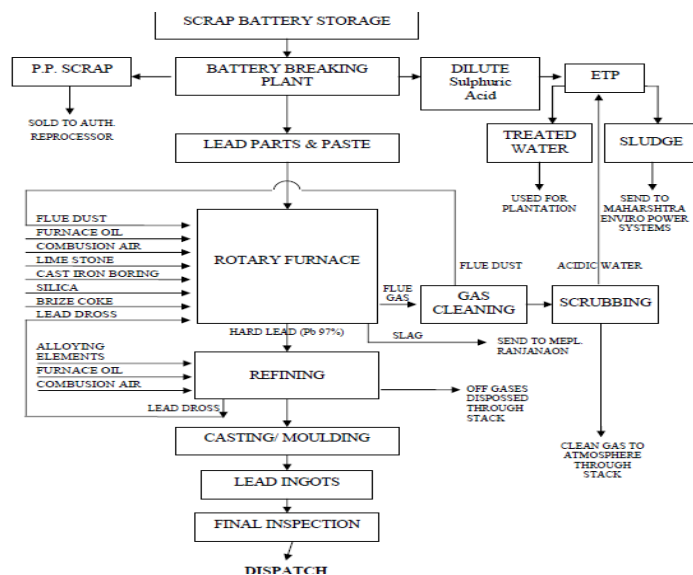 SCRAP BATTERY STORAGE
P.P. SCRAP
BATTERY BREAKING
PLANT
DILUTE
Sulphuric
Acid
ETP
SOLD TO AUTH.
REPROCESSOR
LEAD PARTS & PASTE
TREATED
WATER
SLUDGE
USED FOR
PLANTATION
SEND TO
MAHARSHTRA
ENVIRO POWER
SYSTEMS
FLUE DUST
FURNACE OIL
COMBUSION AIR
LIME STONE
CAST IRON BORING
SILICA
BRIZE COKE
LEAD DROSS
ROTARY FURNACE
FLUE
GAS
FLUE DUST
GAS
CLEANING
ACIDIC WATER
SCRUBBING
HARD LEAD (Pb 97%)
SLAG
SEND TO MEPL.
RANJANAON
ALLOYING
ELEMENTS
FURNACE OIL
COMBUSION AIR
REFINING
LEAD DROSS
OFF GASES
DISPOSSED
THROUGH
STACK
CASTING/ MOULDING
CLEAN GAS TO
ATMOSPHERE
THROUGH
STACK
LEAD INGOTS
FINAL INSPECTION
DISPATCH